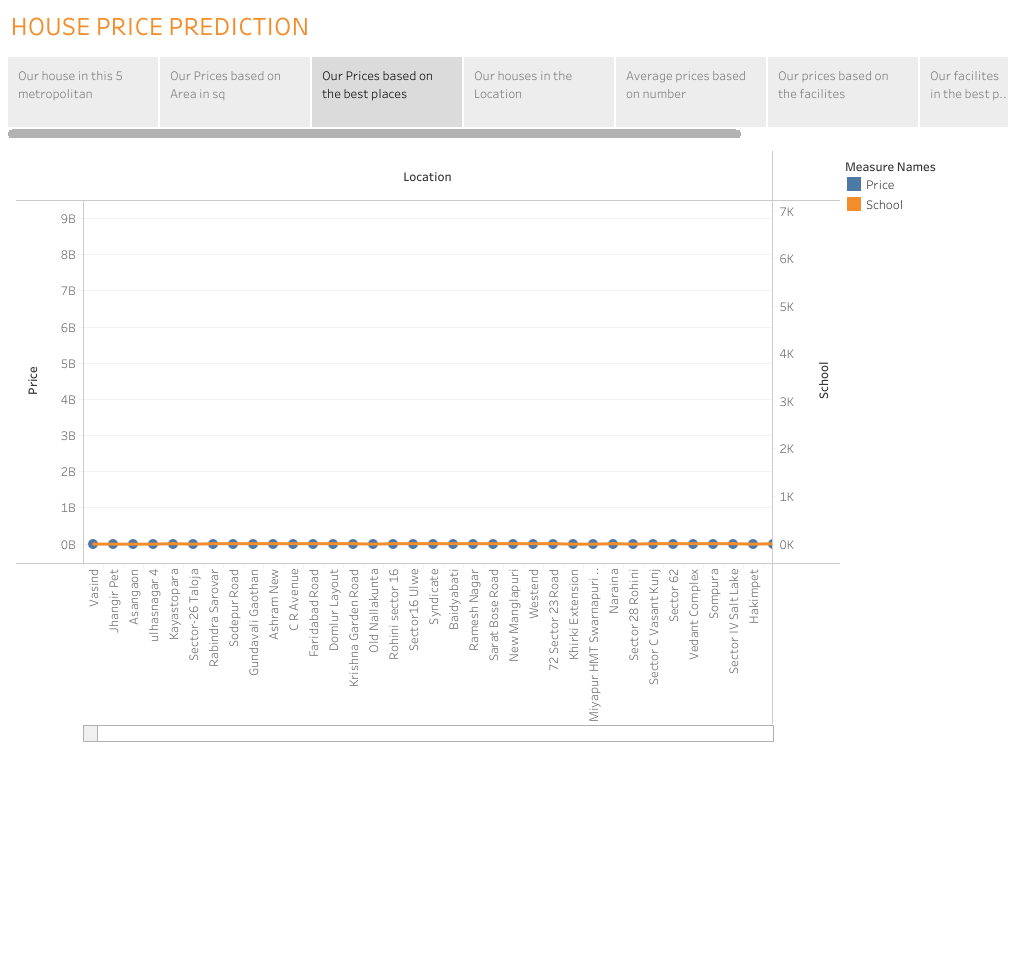 HOUSE PRICE PREDICTION
Our house in this 5
metropolitan
Our Prices based on
Area in sq
Our Prices based on
the best places
Our houses in the
Location
Average prices based
on number
Our prices based on
the facilites
Our facilites
in the best p..
Location
Measure Names
Price
School
9B
8B
7B
6B
5B
4B
3B
2B
1B
0B
Price
7K
6K
5K
4K
3K
2K
1K
0K
School
Vasind
Jhangir Pet
Asangaon
ulhasnagar 4
Kayastopara
Sector-26 Taloja
Rabindra Sarovar
Sodepur Road
Gundavali Gaothan
Ashram New
C R Avenue
Faridabad Road
Domlur Layout
Krishna Garden Road
Old Nallakunta
Rohini sector 16
Sector16 Ulwe
Syndicate
Baidyabati
Ramesh Nagar
Sarat Bose Road
New Manglapuri
Westend
72 Sector 23 Road
Khirki Extension
Miyapur HMT Swarnapuri ..
Naraina
Sector 28 Rohini
Sector C Vasant Kunj
Sector 62
Vedant Complex
Sompura
Sector IV Salt Lake
Hakimpet